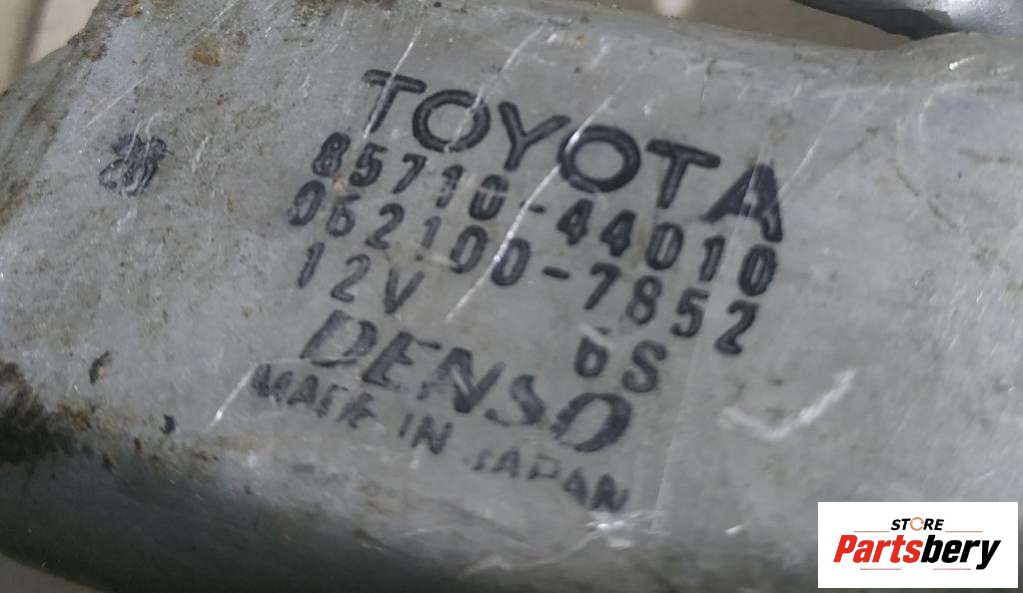 TOYOTA
85710-44010
062100-7852
12V 6S
DENSO
MADE IN JAPAN
STORE
Partsbery